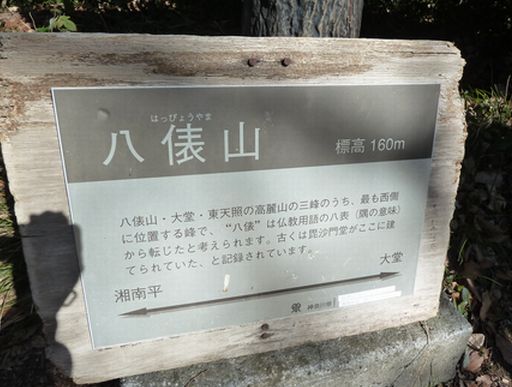 はっぴょうやま
八俵山
標高 160m
八俵山・大堂・東天照の高麗山の三峰のうち、最も西側
に位置する峰で、“八俵”は仏教用語の八表（隅の意味）
から転じたと考えられます。古くは毘沙門堂がここに建
てられていた、と記録されています。
大堂
湘南平
神奈川県